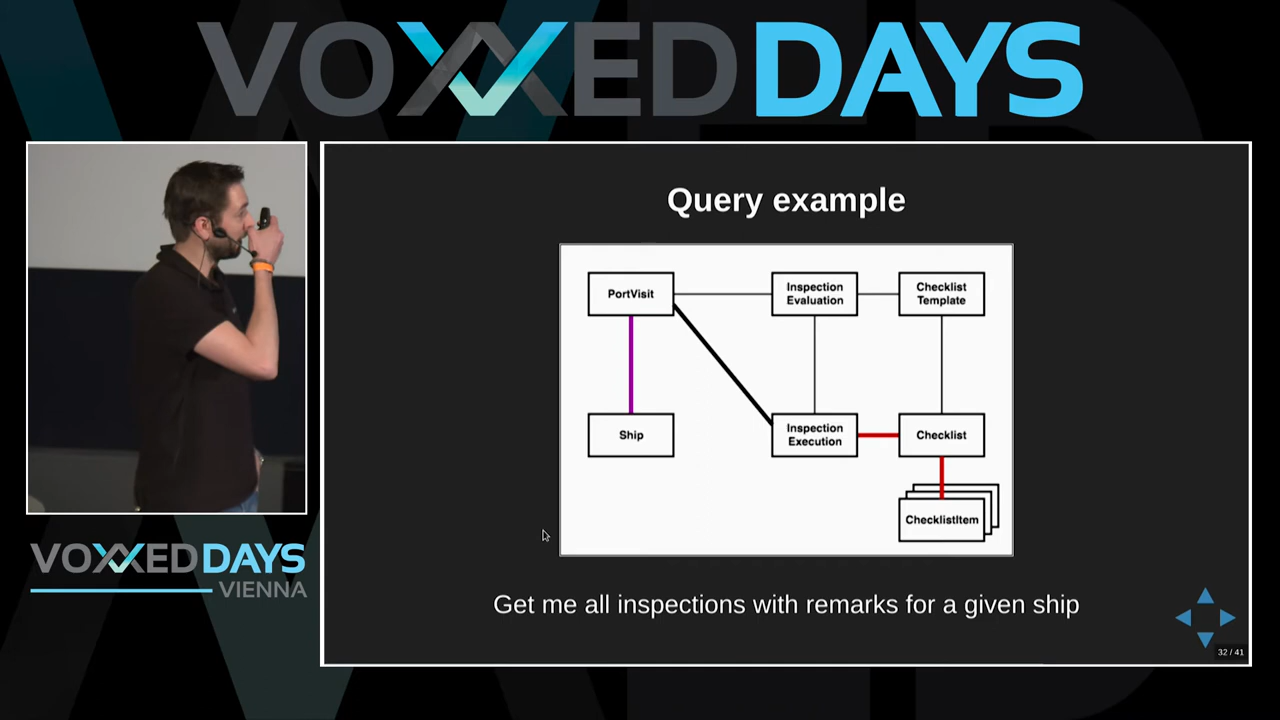 VOXXED DAYS
Query example
PortVisit
Inspection
Evaluation
Checklist
Template
Ship
Inspection
Execution
Checklist
ChecklistItem
Get me all inspections with remarks for a given ship
32 / 41
VOXXED DAYS
VIENNA